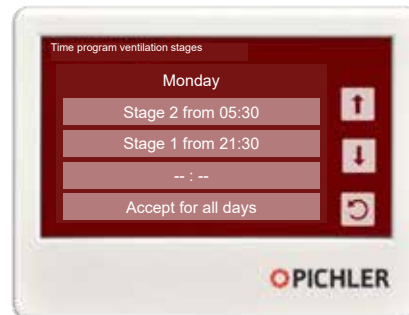 Time program ventilation stages
Monday
Stage 2 from 05:30
Stage 1 from 21:30
-- : --
Accept for all days
PICHLER